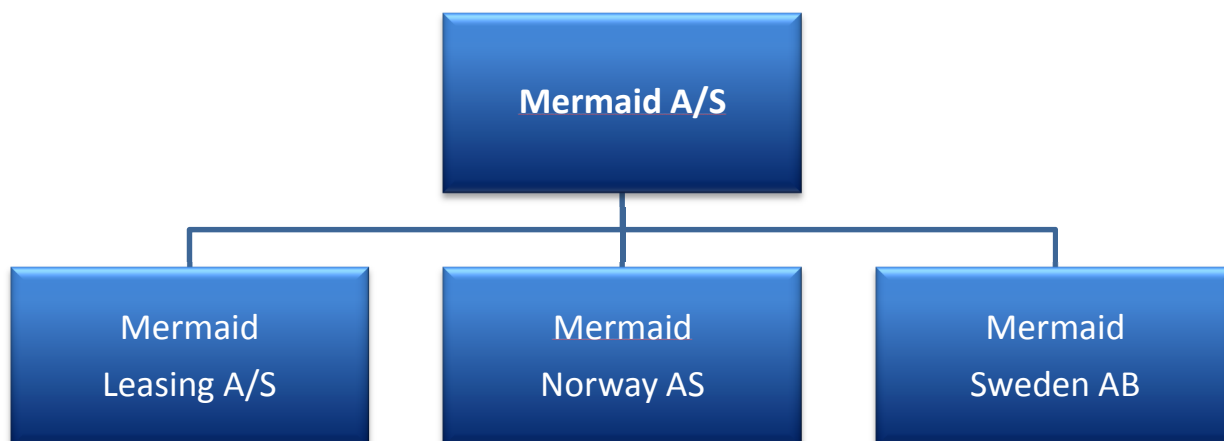 Mermaid A/S
Mermaid
Leasing A/S
Mermaid
Norway AS
Mermaid
Sweden AB